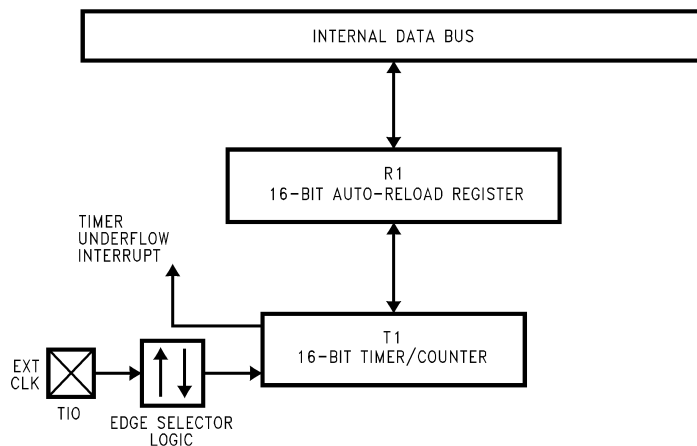 INTERNAL DATA BUS
R1
16-BIT AUTO-RELOAD REGISTER
TIMER
UNDERFLOW
INTERRUPT
T1
16-BIT TIMER/COUNTER
EXT
CLK
TIO
EDGE SELECTOR
LOGIC